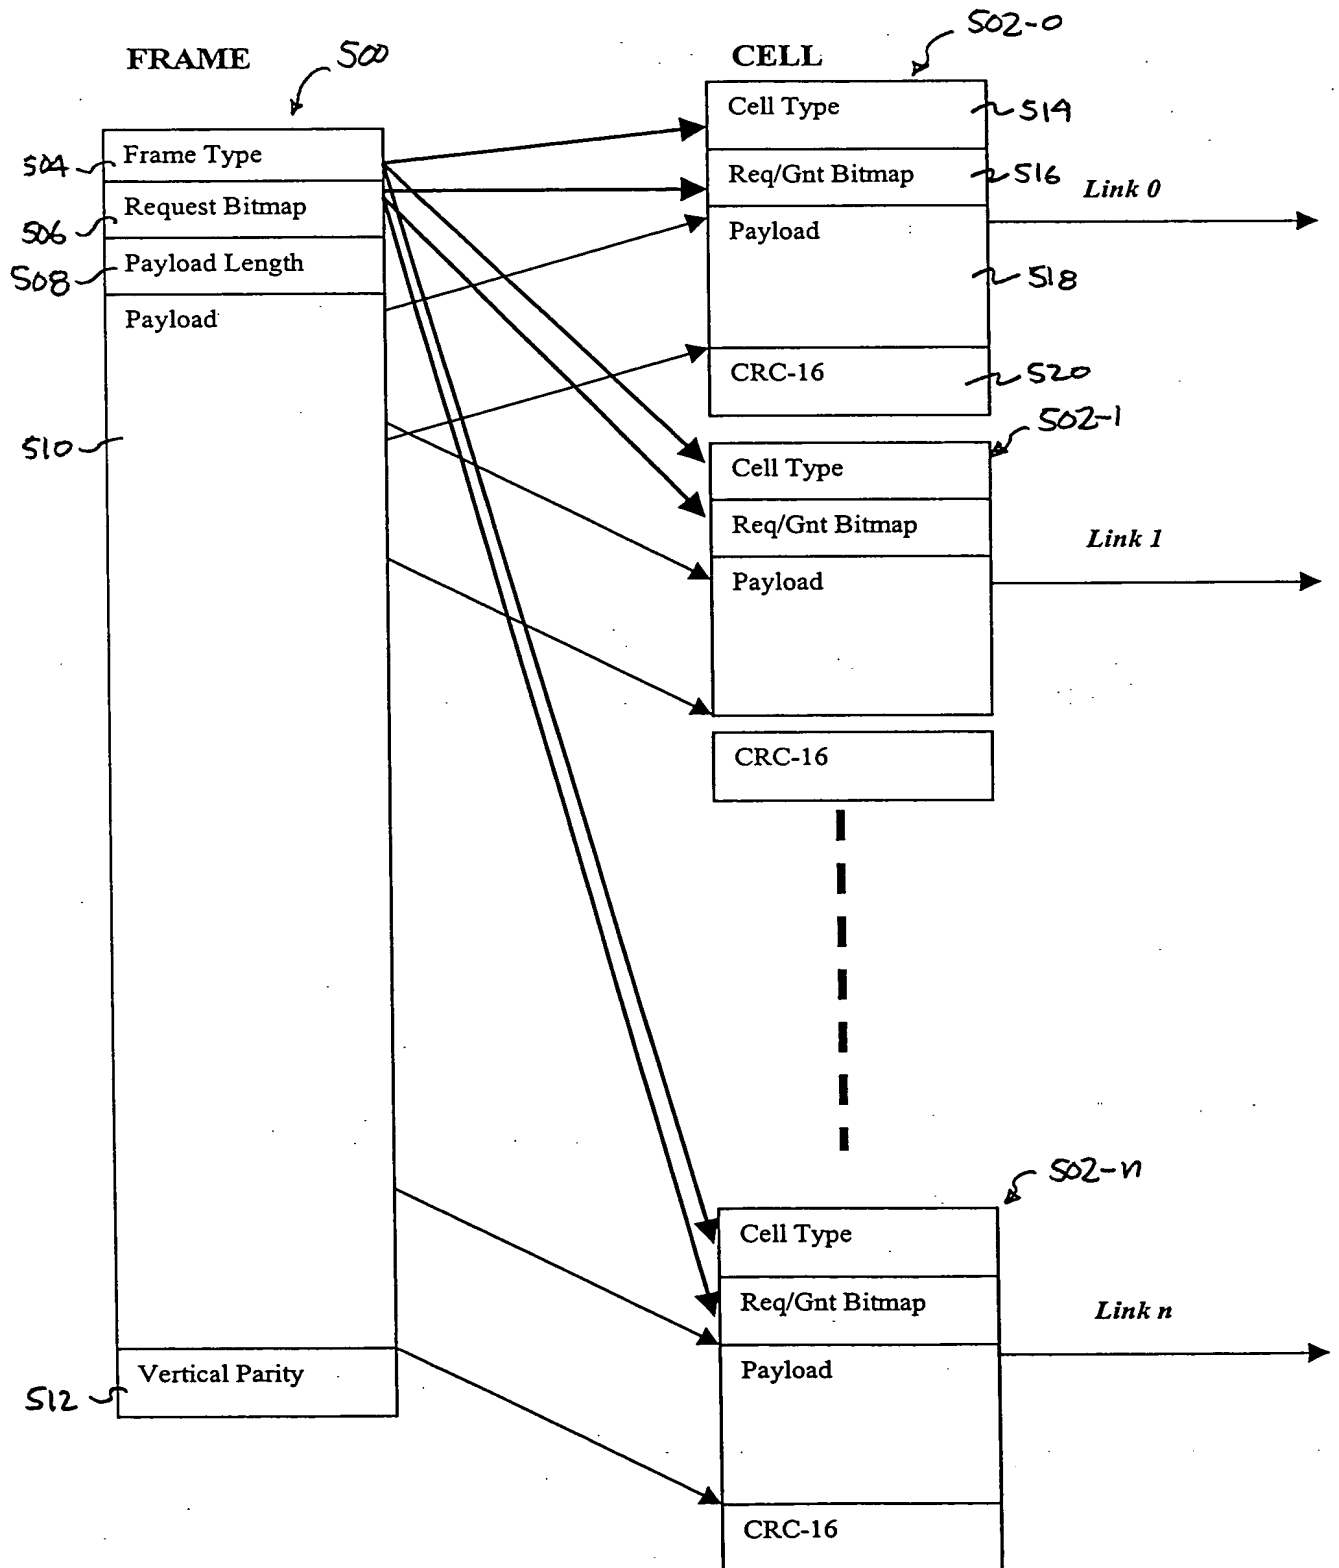 FRAME
500
504
Frame Type
506
Request Bitmap
508
Payload Length
Payload
510
Vertical Parity
512
CELL
502-0
Cell Type
514
Req/Gnt Bitmap
516
Link 0
Payload
518
CRC-16
520
502-1
Cell Type
Req/Gnt Bitmap
Link 1
Payload
CRC-16
502-n
Cell Type
Req/Gnt Bitmap
Link n
Payload
CRC-16